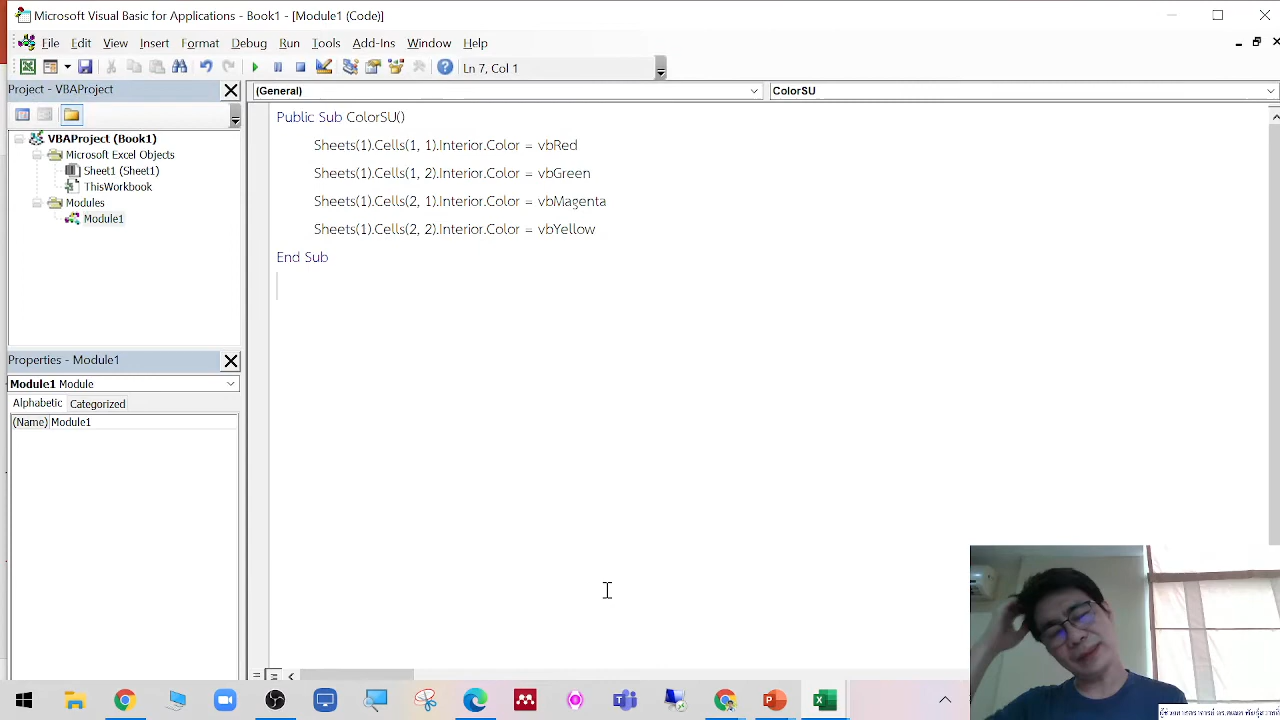 Microsoft Visual Basic for Applications - Book1 - [Module1 (Code)]
File Edit View Insert Format Debug Run Tools Add-Ins Window Help
Ln 7, Col 1
Project - VBAProject
(General)
ColorSU
VBAProject (Book1)
Microsoft Excel Objects
Sheet1 (Sheet1)
ThisWorkbook
Modules
Module1
Public Sub ColorSU()
Sheets(1).Cells(1, 1).Interior.Color = vbRed
Sheets(1).Cells(1, 2).Interior.Color = vbGreen
Sheets(1).Cells(2, 1).Interior.Color = vbMagenta
Sheets(1).Cells(2, 2).Interior.Color = vbYellow
End Sub
Properties - Module1
Module1 Module
Alphabetic Categorized
(Name) Module1